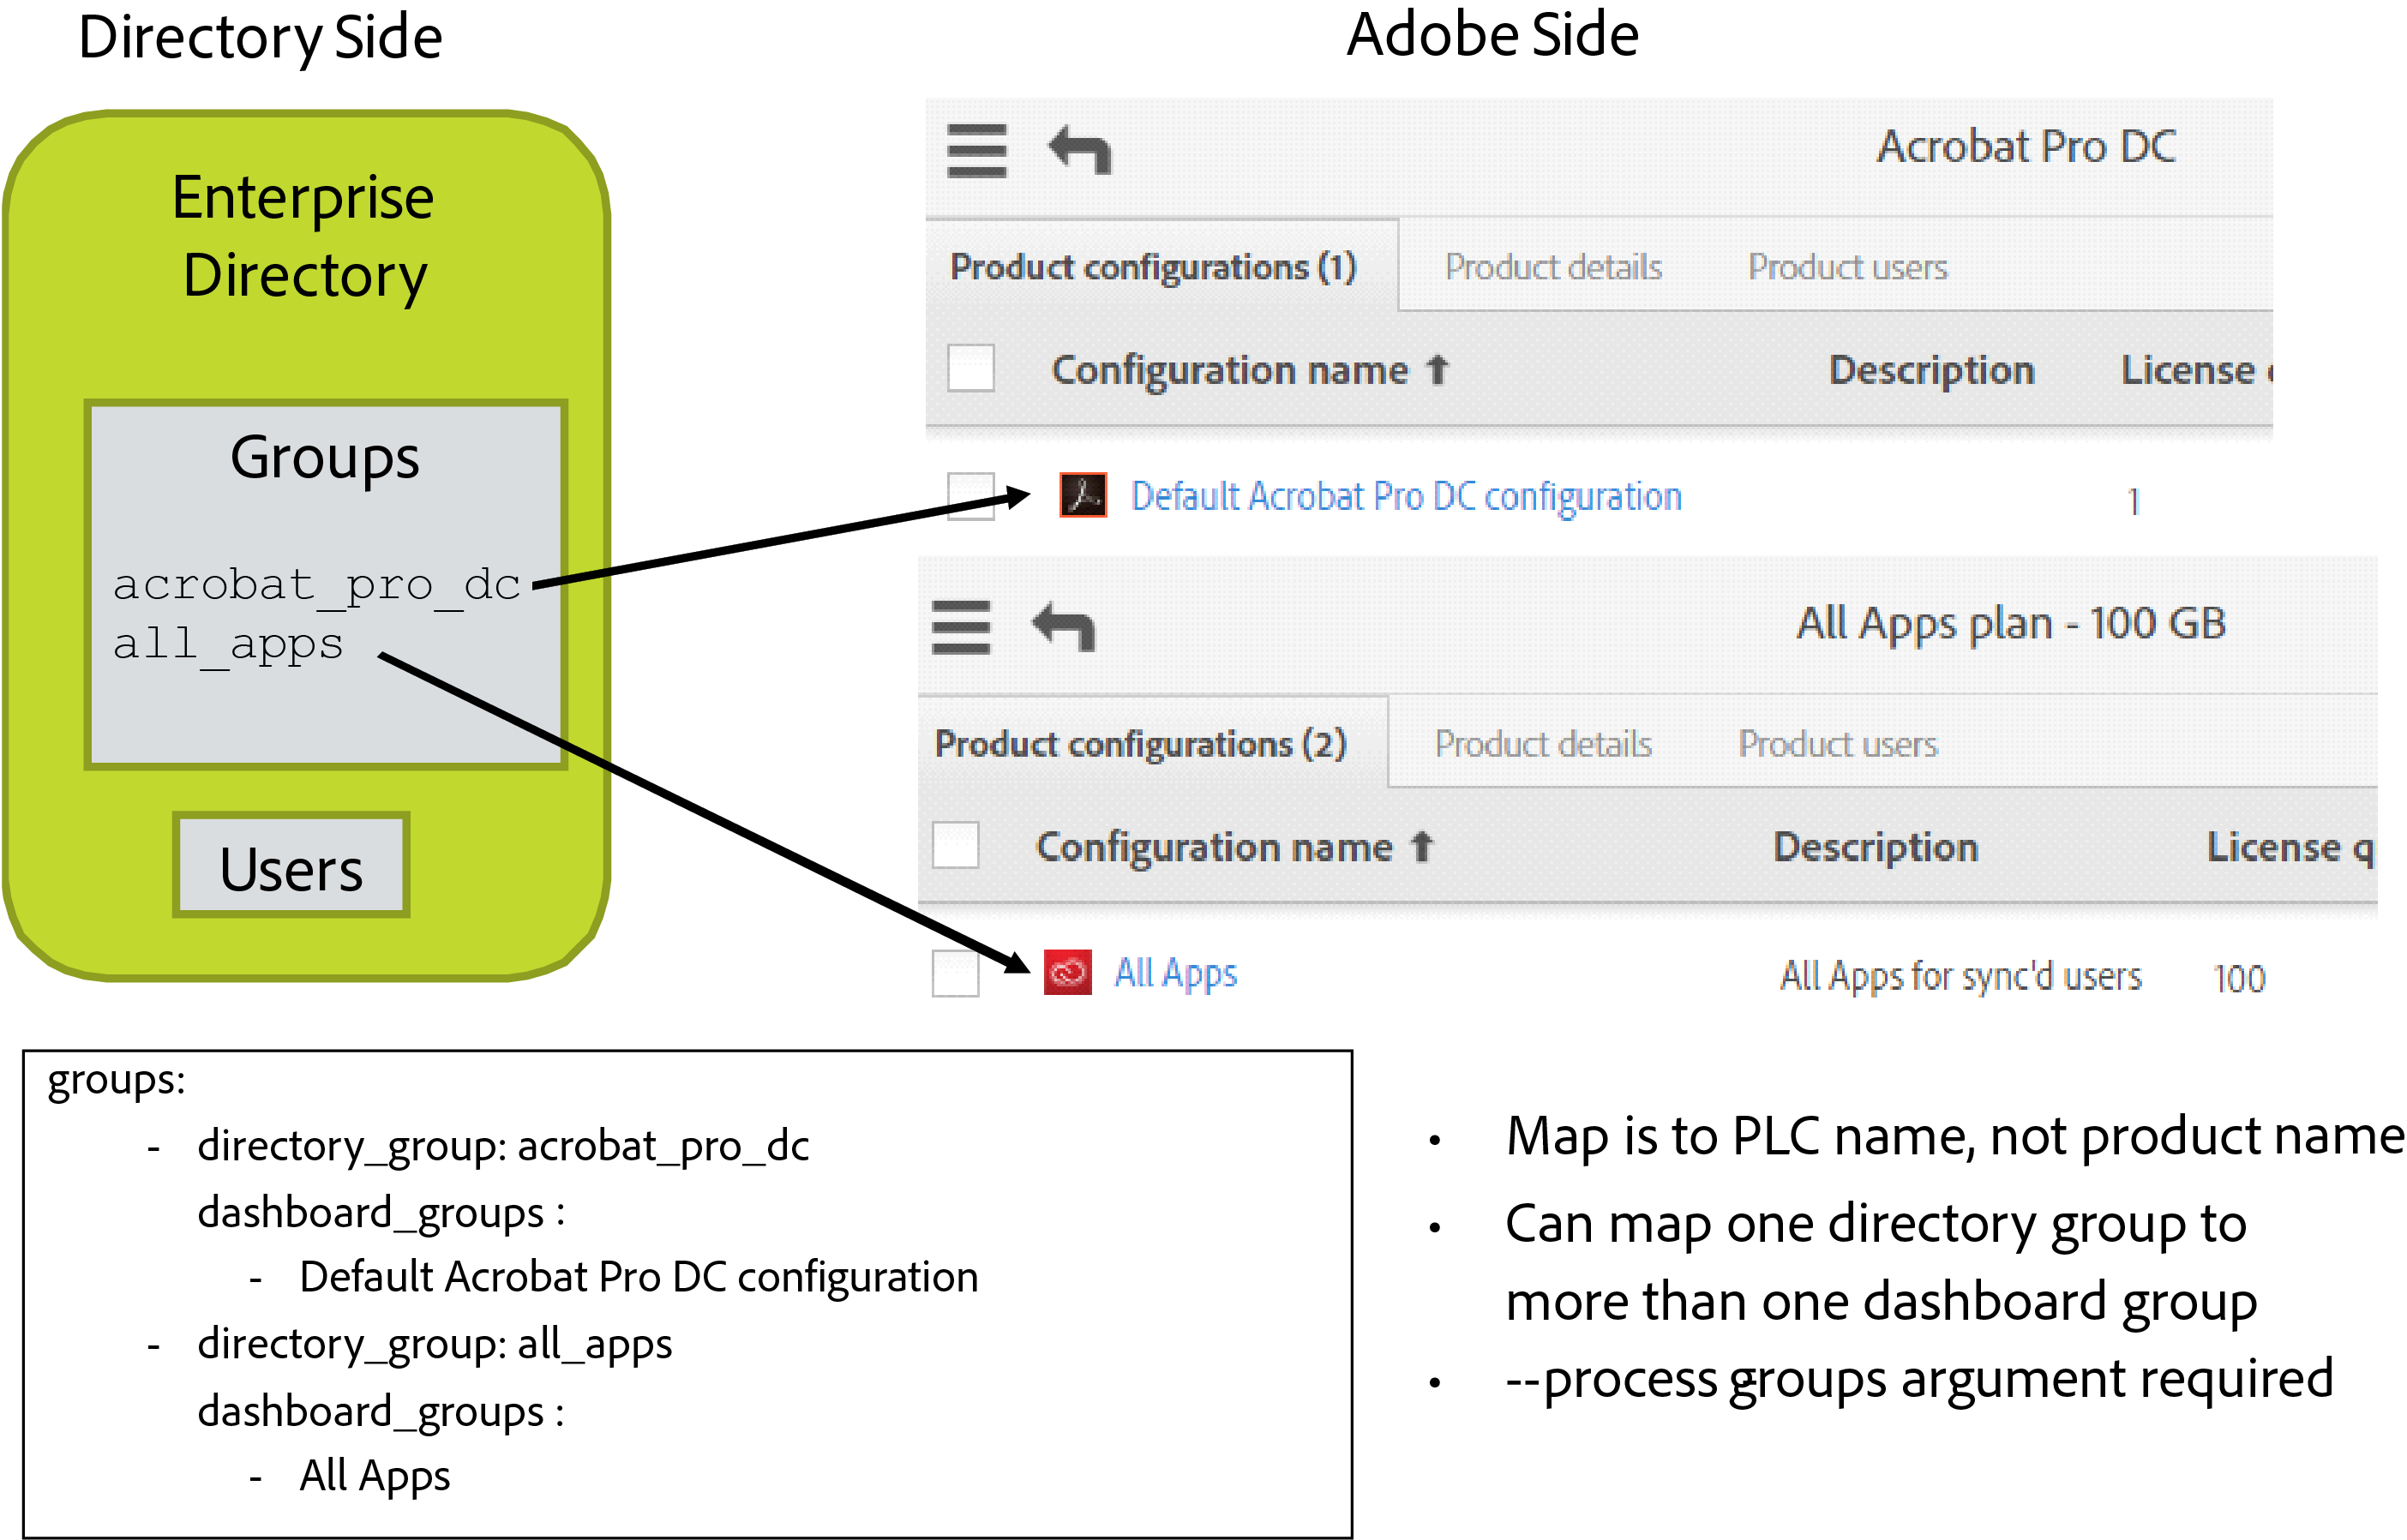 Directory Side
Adobe Side
Enterprise
Directory
Groups
acrobat_pro_dc
all_apps
Users
Acrobat Pro DC
Product configurations (1) Product details Product users
Configuration name Description License
Default Acrobat Pro DC configuration 1
All Apps plan - 100 GB
Product configurations (2) Product details Product users
Configuration name Description License q
All Apps All Apps for sync'd users 100
groups:
- directory_group: acrobat_pro_dc
dashboard_groups :
- Default Acrobat Pro DC configuration
- directory_group: all_apps
dashboard_groups :
- All Apps
• Map is to PLC name, not product name
• Can map one directory group to
more than one dashboard group
• --process-groups argument required